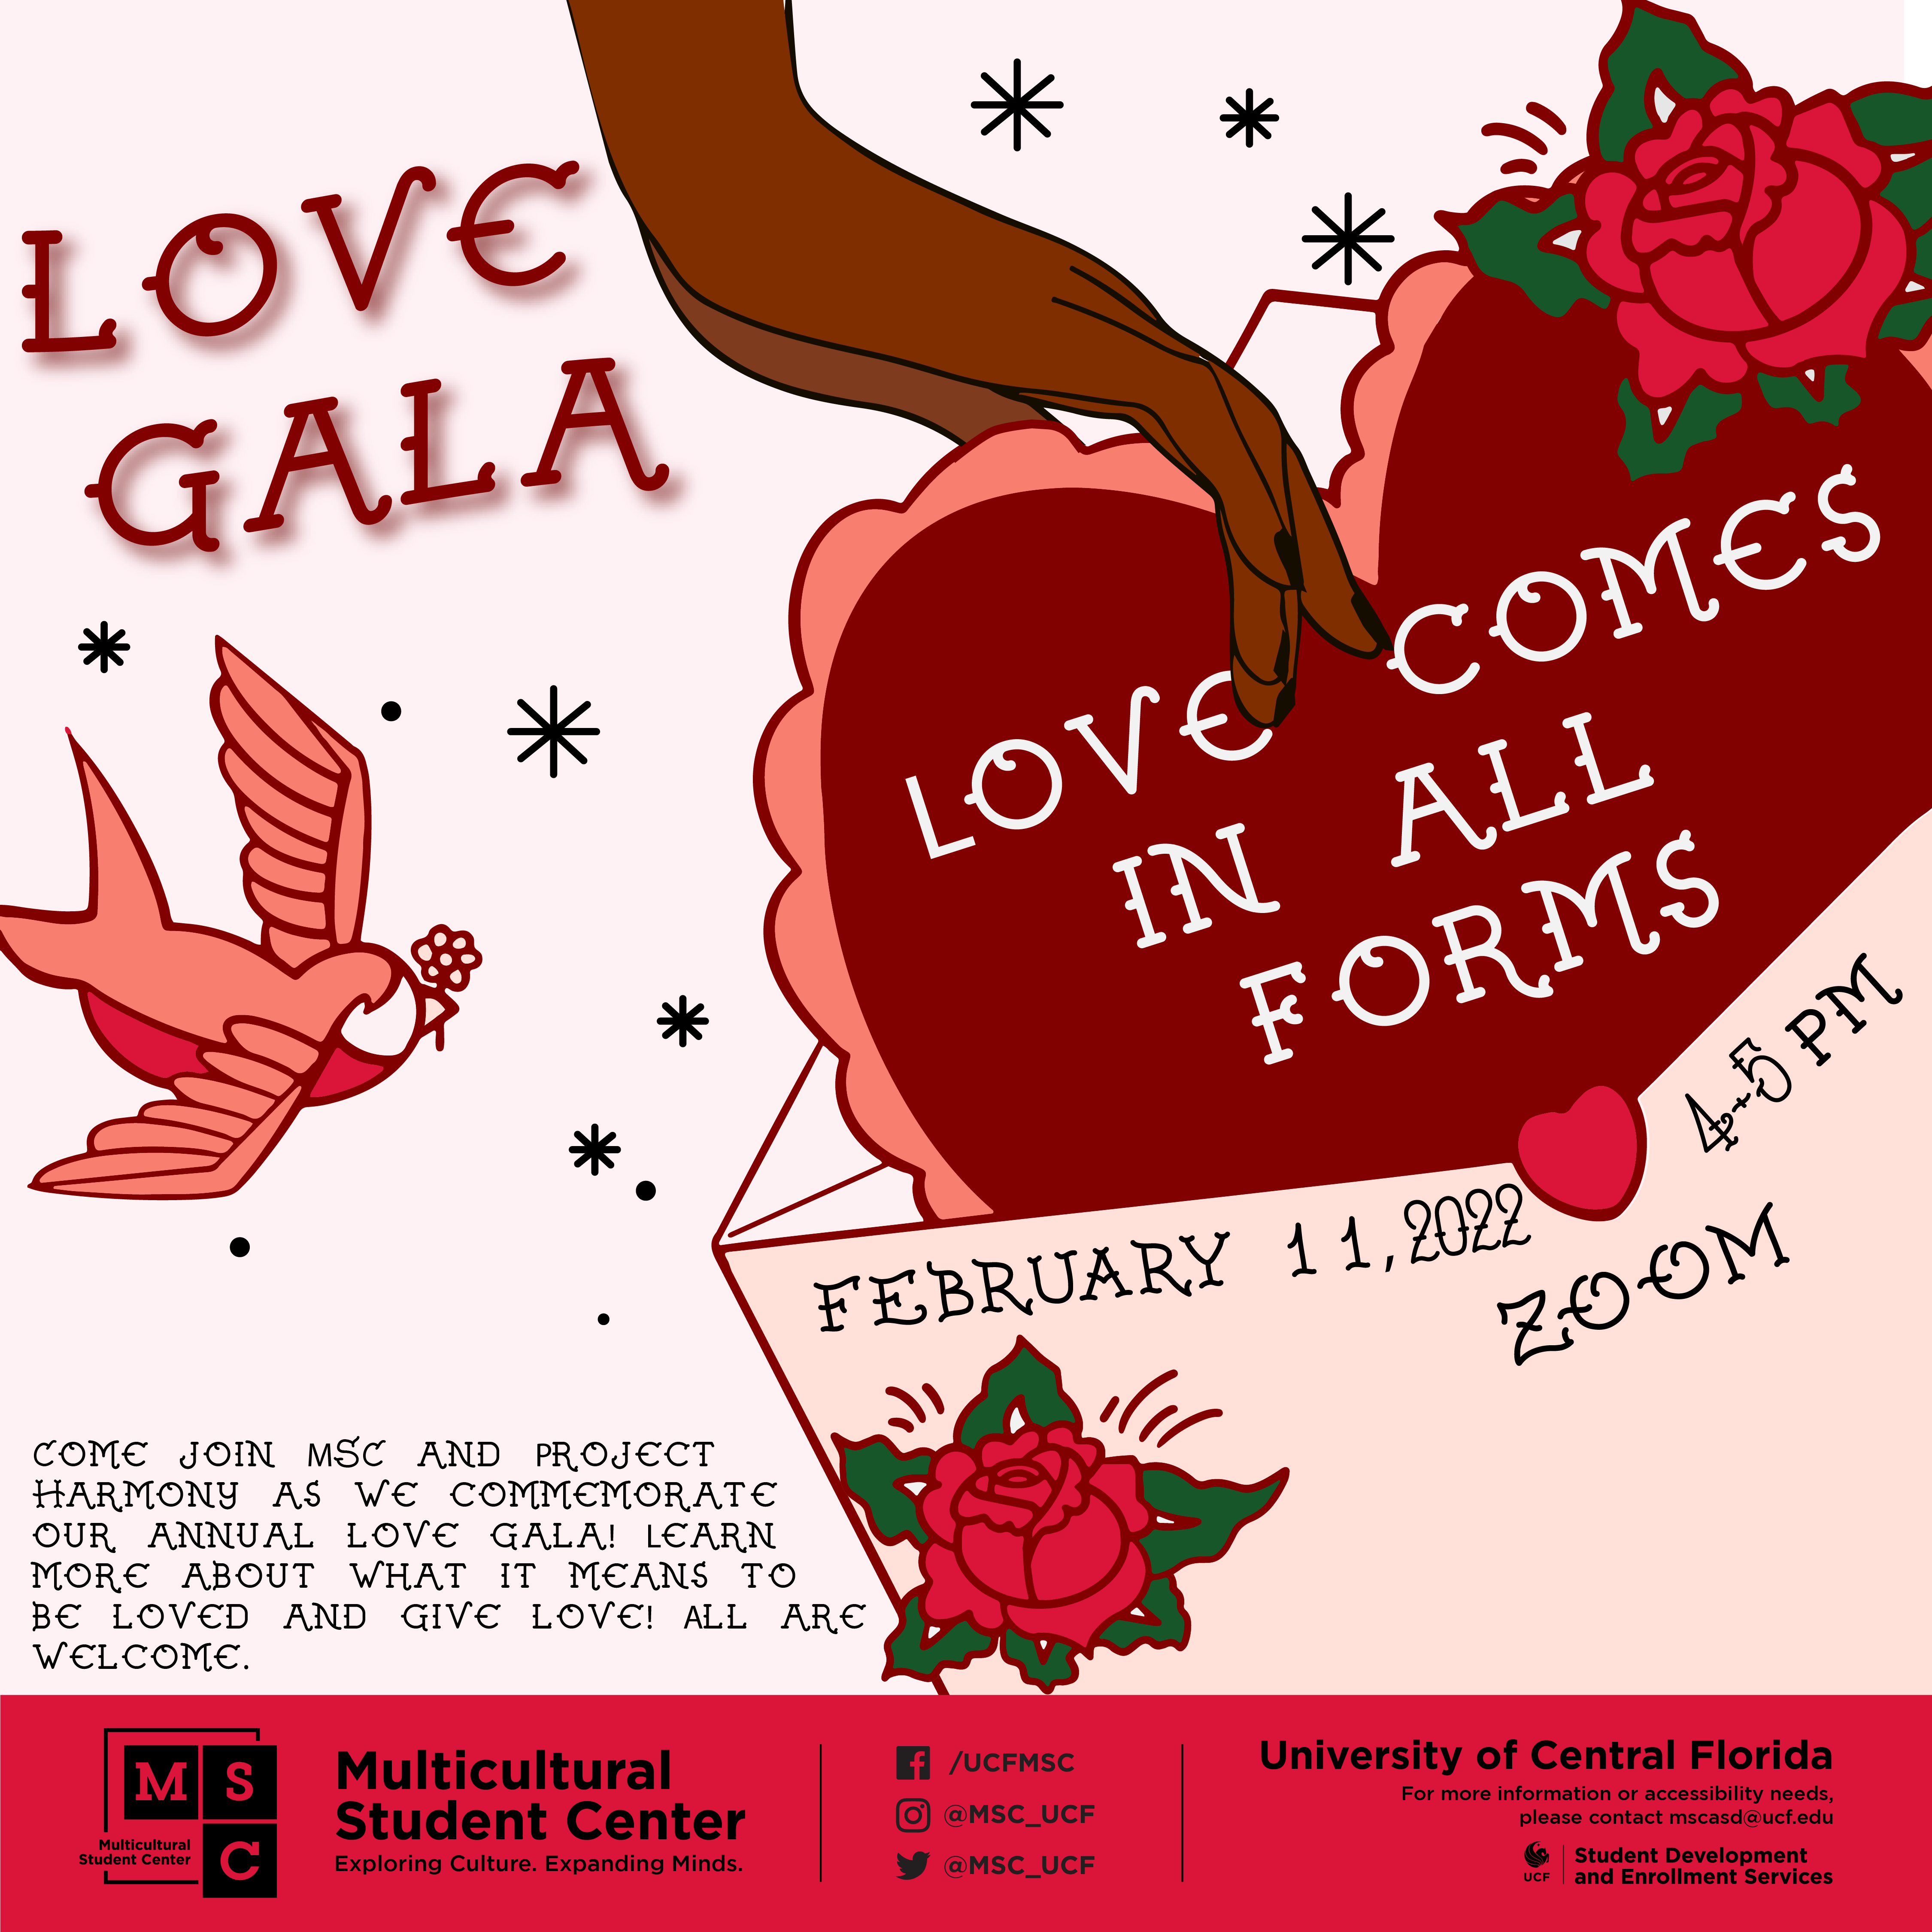 LOVE
GALA
LOVE COMES
IN ALL
FORMS
4-5 PM
FEBRUARY 11, 2022
ZOOM
COME JOIN MSC AND PROJECT
HARMONY AS WE COMMEMORATE
OUR ANNUAL LOVE GALA! LEARN
MORE ABOUT WHAT IT MEANS TO
BE LOVED AND GIVE LOVE! ALL ARE
WELCOME.
M S
C
Multicultural
Student Center
Multicultural
Student Center
Exploring Culture. Expanding Minds.
/UCFMSC
@MSC_UCF
@MSC_UCF
University of Central Florida
For more information or accessibility needs,
please contact mscasd@ucf.edu
UCF
Student Development
and Enrollment Services